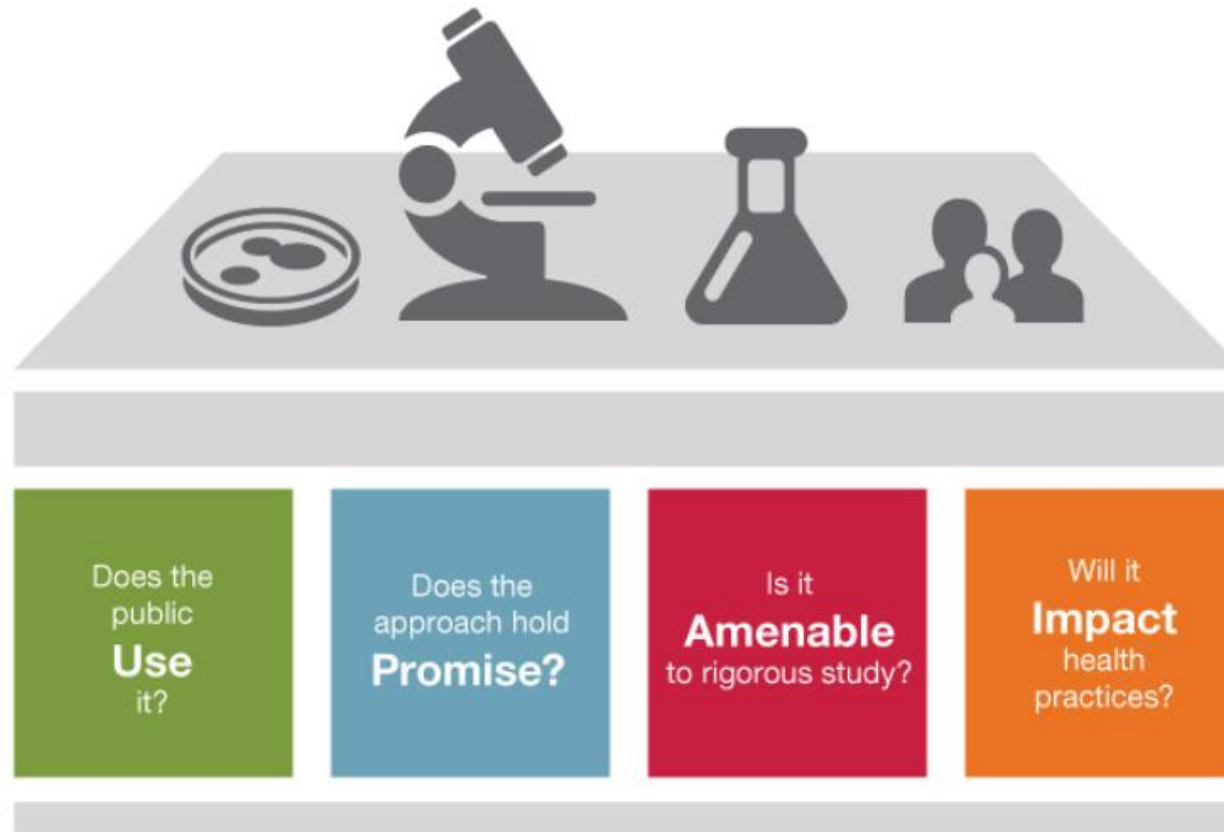 Does the
public
Use
it?
Does the
approach hold
Promise?
Is it
Amenable
to rigorous study?
Will it
Impact
health
practices?